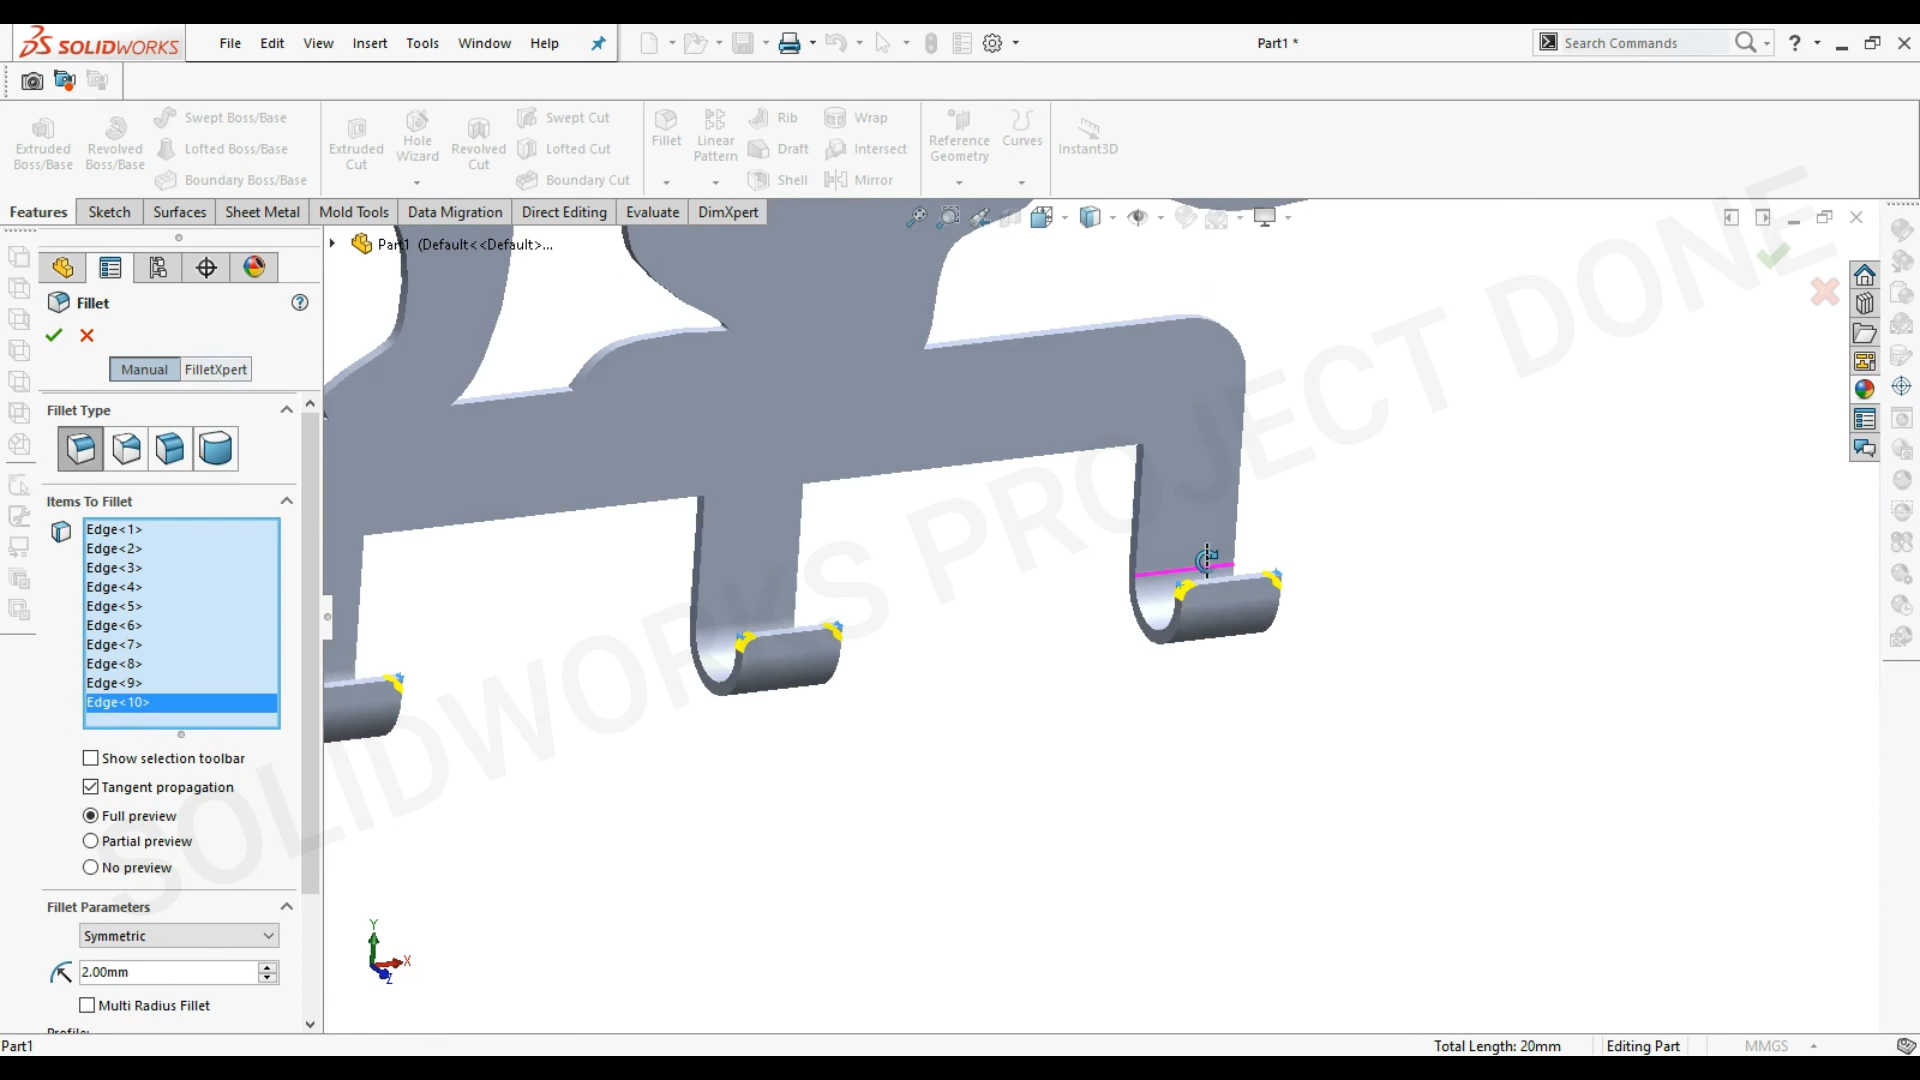 SOLIDWORKS
File Edit View Insert Tools Window Help
Part1 *
Search Commands
?
Extruded Boss/Base
Revolved Boss/Base
Swept Boss/Base
Lofted Boss/Base
Boundary Boss/Base
Extruded Cut
Hole Wizard
Revolved Cut
Swept Cut
Lofted Cut
Boundary Cut
Fillet
Linear Pattern
Rib
Draft
Shell
Wrap
Intersect
Mirror
Reference Geometry
Curves
Instant3D
Features Sketch Surfaces Sheet Metal Mold Tools Data Migration Direct Editing Evaluate DimXpert
Part1 (Default<<Default>...
Fillet
?
Manual FilletXpert
Fillet Type
Items To Fillet
Edge<1>
Edge<2>
Edge<3>
Edge<4>
Edge<5>
Edge<6>
Edge<7>
Edge<8>
Edge<9>
Edge<10>
Show selection toolbar
Tangent propagation
Full preview
Partial preview
No preview
Fillet Parameters
Symmetric
2.00mm
Multi Radius Fillet
Profile:
Y
X
Z
SOLIDWORKS PROJECT DONE
Part1
Total Length: 20mm Editing Part MMGS